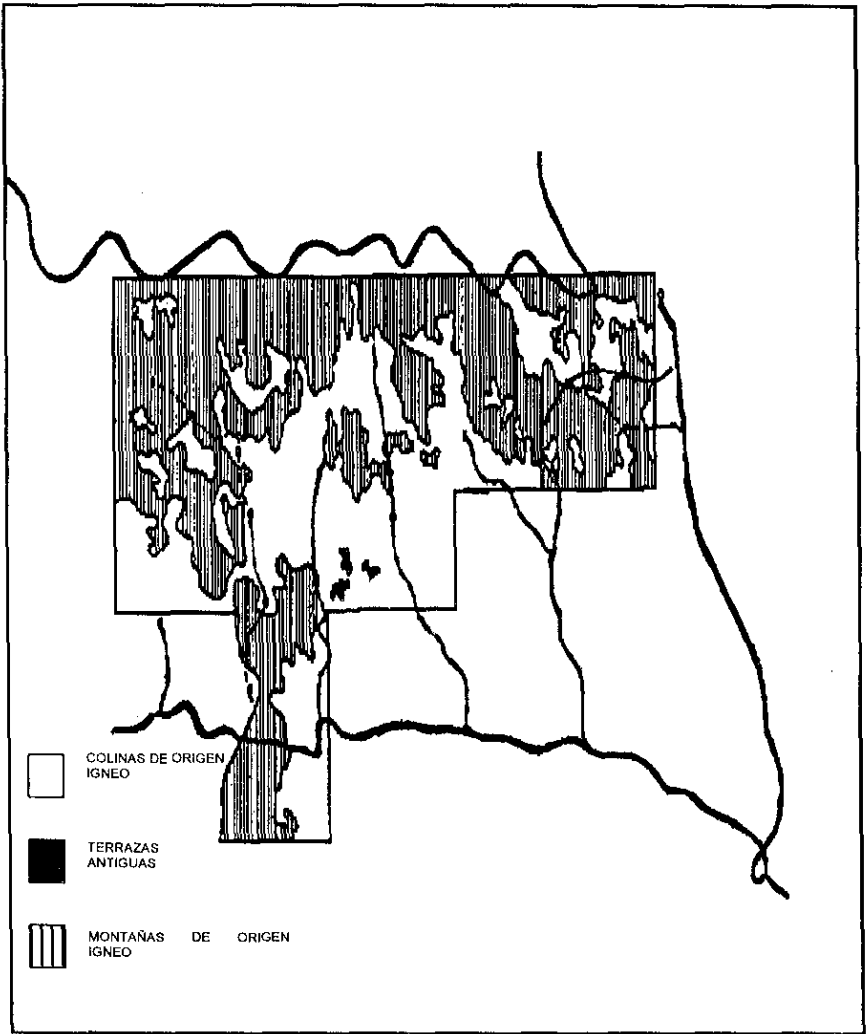 COLINAS DE ORIGEN
IGNEO
TERRAZAS
ANTIGUAS
MONTAÑAS DE ORIGEN
IGNEO